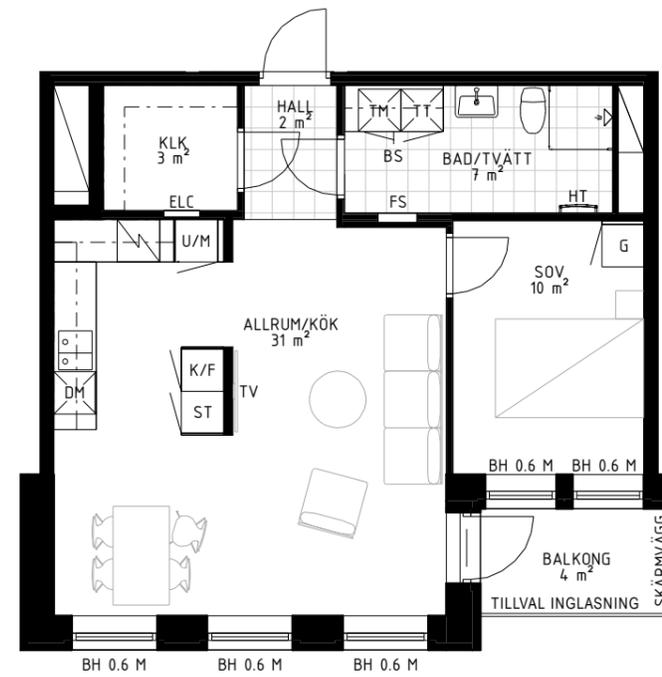 HALL
2 m²
TM
TT
KLK
3 m²
BS
BAD/TVÄTT
7 m²
ELC
FS
HT
U/M
G
SOV
10 m²
ALLRUM/KÖK
31 m²
K/F
DM
TV
ST
BH 0.6 M
BH 0.6 M
BALKONG
4 m²
SKÄRMVÄGG
TILLVAL INGLASNING
BH 0.6 M
BH 0.6 M
BH 0.6 M